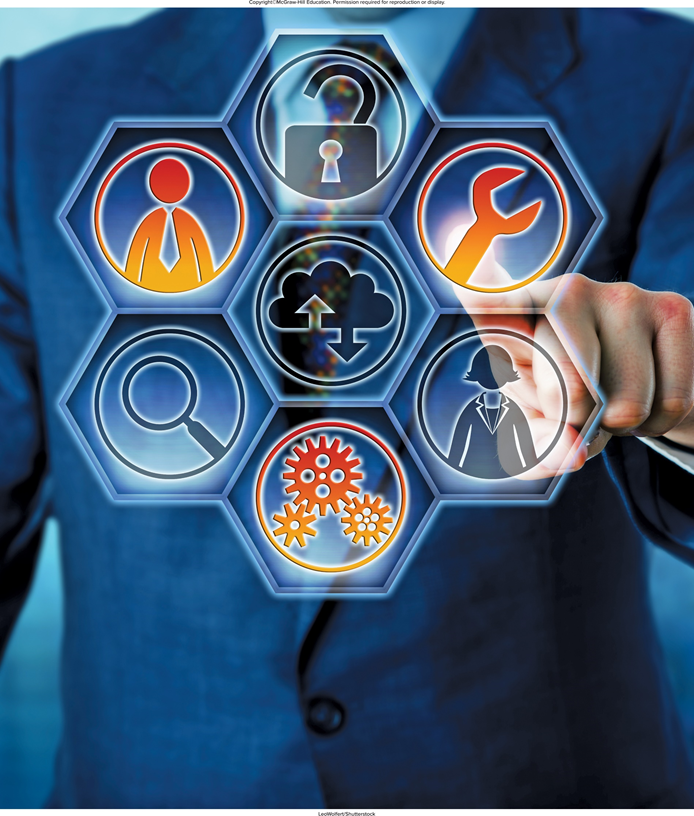 Copyright©McGraw-Hill Education. Permission required for reproduction or display.
LeoWolfert/Shutterstock